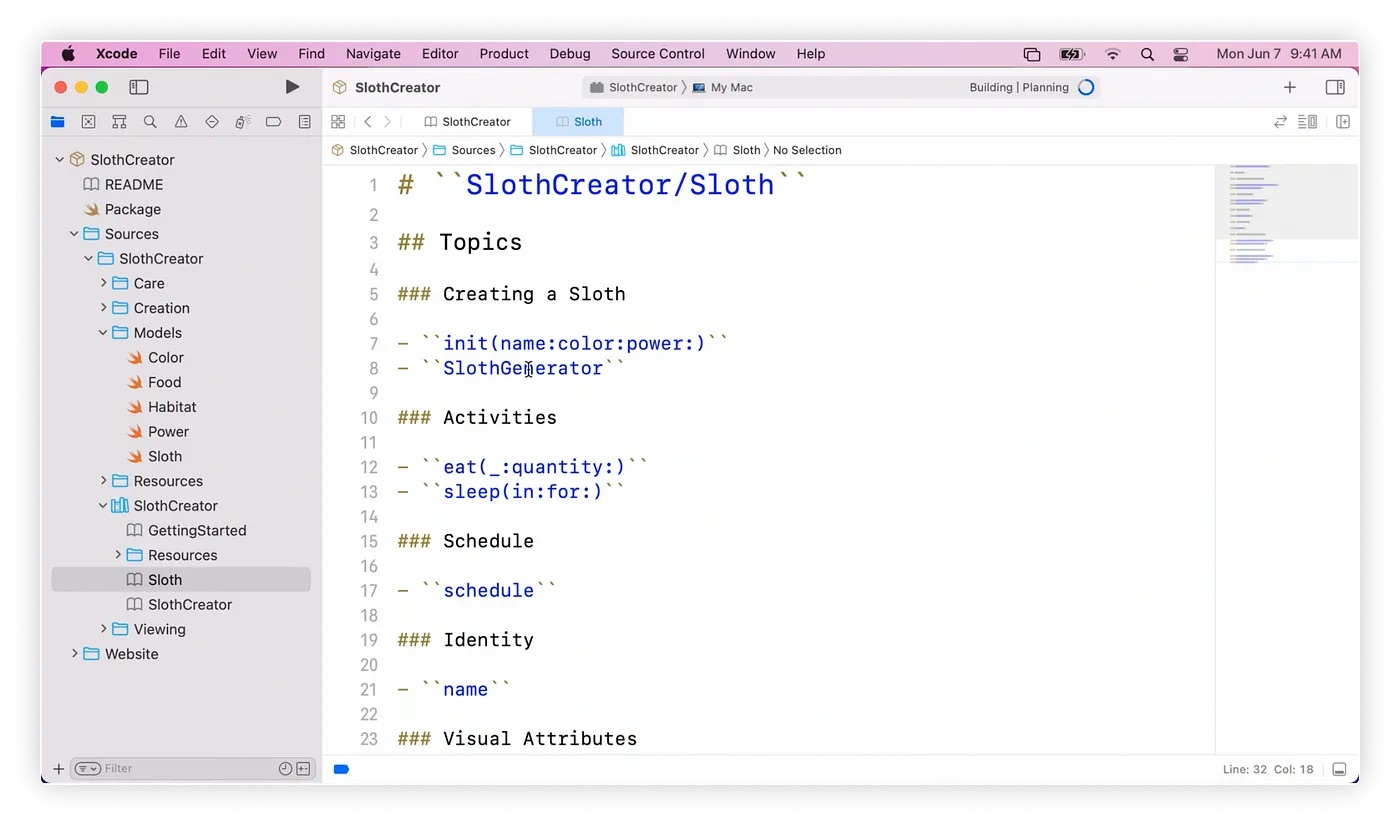 Xcode File Edit View Find Navigate Editor Product Debug Source Control Window Help Mon Jun 7 9:41 AM
SlothCreator SlothCreator My Mac Building | Planning
SlothCreator Sloth
SlothCreator Sources SlothCreator SlothCreator Sloth No Selection
SlothCreator
README
Package
Sources
SlothCreator
Care
Creation
Models
Color
Food
Habitat
Power
Sloth
Resources
SlothCreator
GettingStarted
Resources
Sloth
SlothCreator
Viewing
Website
Filter
1 # ``SlothCreator/Sloth``
2
3 ## Topics
4
5 ### Creating a Sloth
6
7 - ``init(name:color:power:)``
8 - ``SlothGenerator``
9
10 ### Activities
11
12 - ``eat(_:quantity:)``
13 - ``sleep(in:for:)``
14
15 ### Schedule
16
17 - ``schedule``
18
19 ### Identity
20
21 - ``name``
22
23 ### Visual Attributes
Line: 32 Col: 18